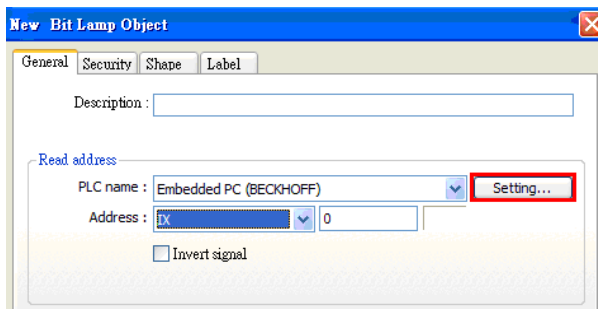 New Bit Lamp Object
General Security Shape Label
Description :
Read address
PLC name : Embedded PC (BECKHOFF) Setting...
Address : IX 0
Invert signal